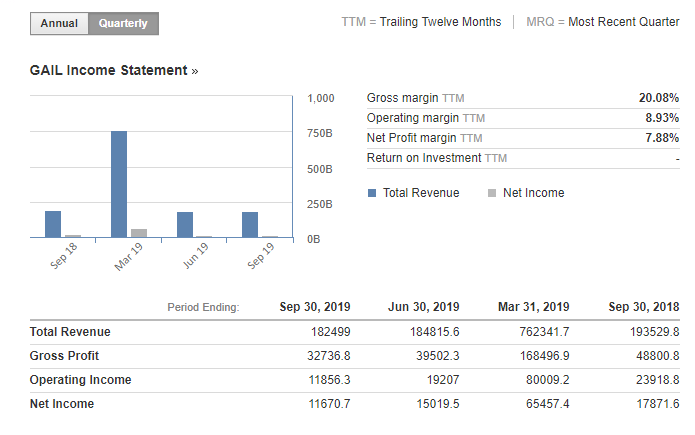 Annual Quarterly TTM = Trailing Twelve Months | MRQ = Most Recent Quarter
GAIL Income Statement »
1,000
750B
500B
250B
0B
Sep 18 Mar 19 Jun 19 Sep 19
Gross margin TTM 20.08%
Operating margin TTM 8.93%
Net Profit margin TTM 7.88%
Return on Investment TTM -
Total Revenue Net Income
Period Ending: Sep 30, 2019 Jun 30, 2019 Mar 31, 2019 Sep 30, 2018
Total Revenue 182499 184815.6 762341.7 193529.8
Gross Profit 32736.8 39502.3 168496.9 48800.8
Operating Income 11856.3 19207 80009.2 23918.8
Net Income 11670.7 15019.5 65457.4 17871.6